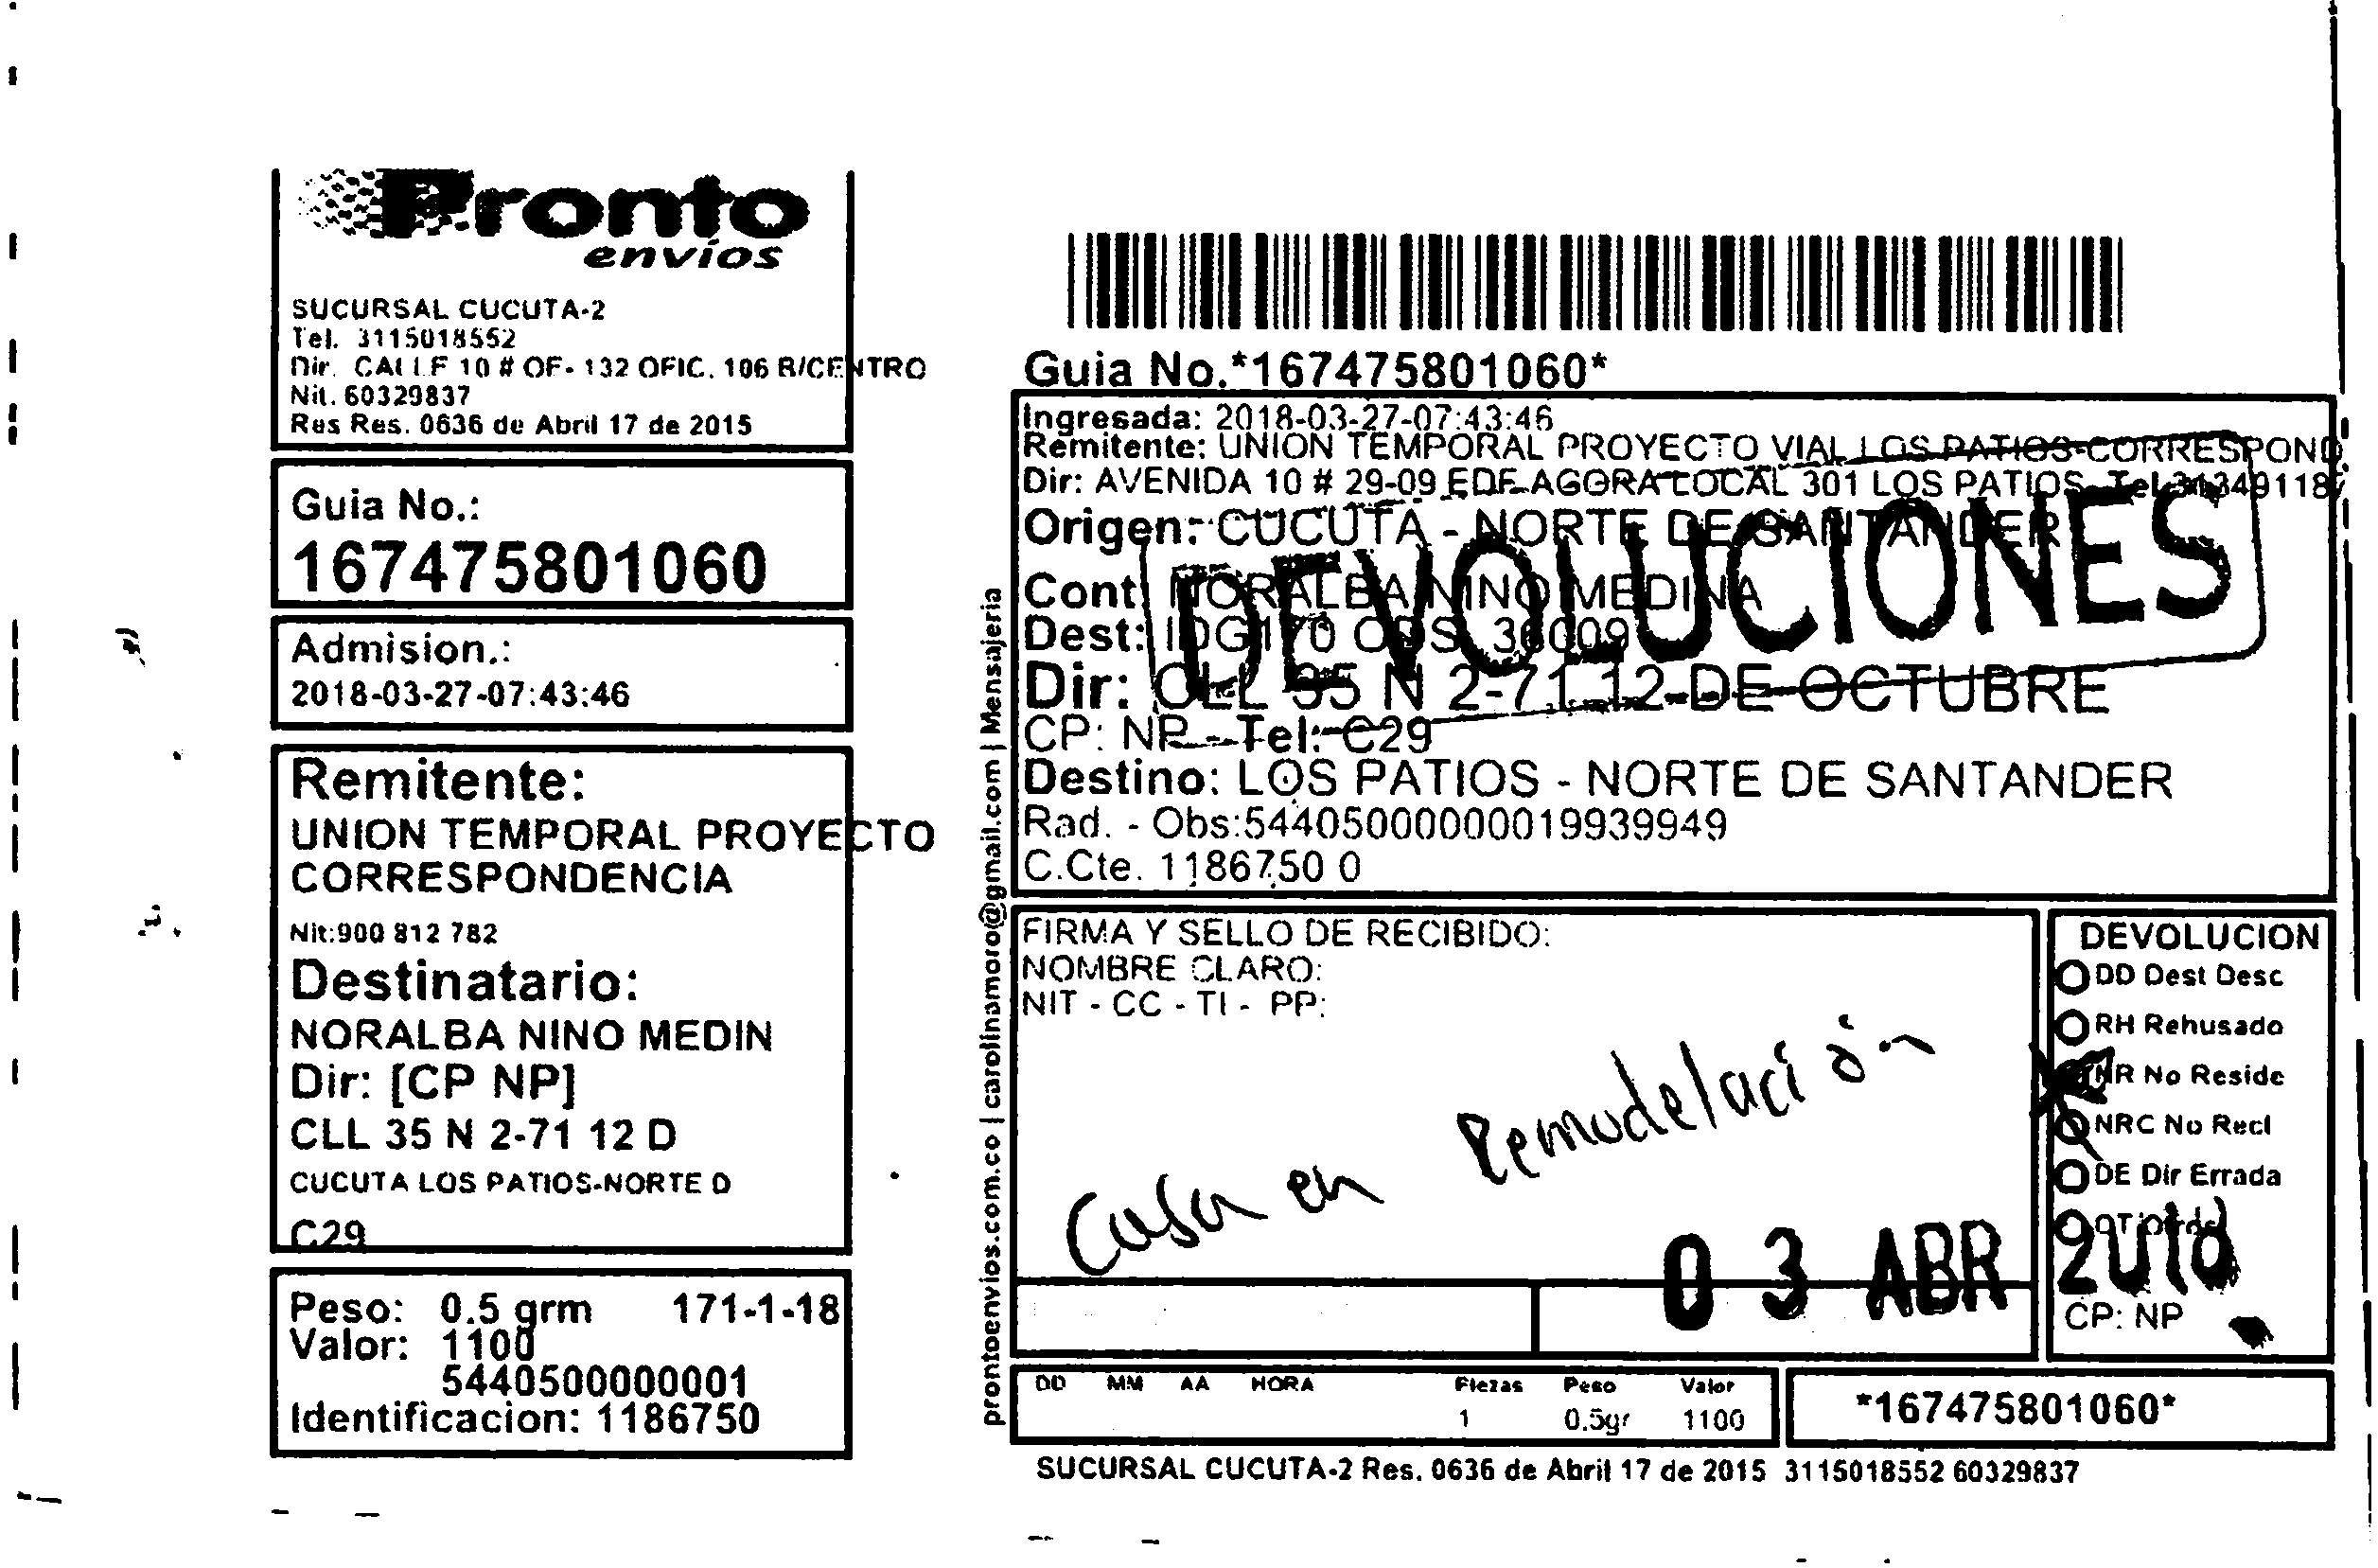 Pronto
envíos
SUCURSAL CUCUTA-2
Tel. 3115018552
Dir. CALLE 10 # OF- 132 OFIC. 106 B/CENTRO
Nit. 60329837
Res Res. 0636 de Abril 17 de 2015
Guia No.:
167475801060
Admision.:
2018-03-27-07:43:46
Remitente:
UNION TEMPORAL PROYECTO
CORRESPONDENCIA
Nit:900 812 782
Destinatario:
NORALBA NINO MEDIN
Dir: [CP NP]
CLL 35 N 2-71 12 D
CUCUTA LOS PATIOS-NORTE D
C29
Peso: 0.5 grm 171-1-18
Valor: 1100
5440500000001
Identificacion: 1186750
prontoenvios.com.co | carolinamoro@gmail.com | Mensajeria
Guia No.*167475801060*
Ingresada: 2018-03-27-07:43:46
Remitente: UNION TEMPORAL PROYECTO VIAL LOS PATIOS-CORRESPOND
Dir: AVENIDA 10 # 29-09 EDF AGORA LOCAL 301 LOS PATIOS
Origen: CUCUTA - NORTE DE SANTANDER
DEVOLUCIONES
Cont: NORALBA NINO MEDINA
Dest:
Dir: CLL 35 N 2-71 12 DE OCTUBRE
CP: NP - Tel: C29
Destino: LOS PATIOS - NORTE DE SANTANDER
Rad. - Obs:544050000000019939949
C.Cte. 1186750 0
FIRMA Y SELLO DE RECIBIDO:
NOMBRE CLARO:
NIT - CC - TI - PP:
Casa en Remodelación
03 ABR 2018
DEVOLUCION
DD Dest Desc
RH Rehusado
NR No Reside
NRC No Recl
DE Dir Errada
CP: NP
DD MM AA HORA Piezas Peso Valor
1 0.5gr 1100
*167475801060*
SUCURSAL CUCUTA-2 Res. 0636 de Abril 17 de 2015 3115018552 60329837